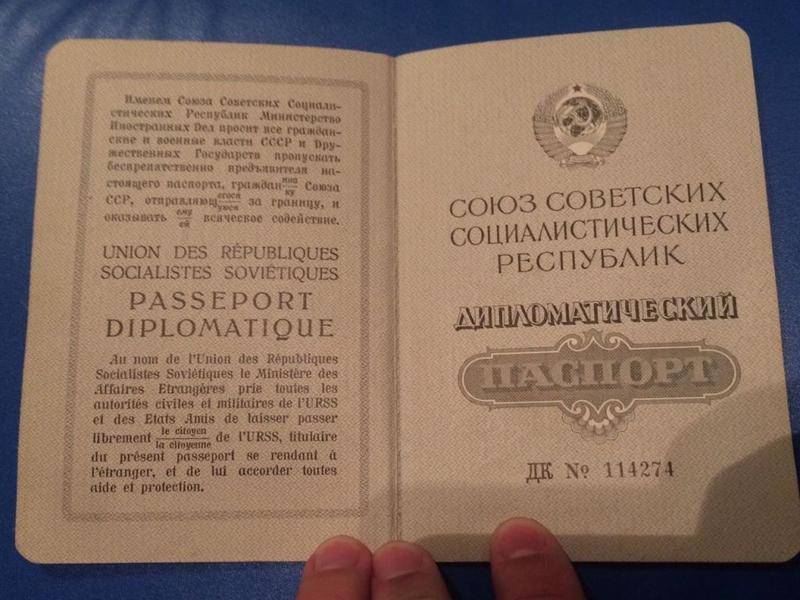 Именем Союза Советских Социали-
стических Республик Министерство
Иностранных Дел просит все граждан-
ские и военные власти СССР и Дру-
жественных Государств пропускать
беспрепятственно предъявителя на-
стоящего паспорта, граждан ина/ку Союза
ССР, отправляющ егося/уюся за границу, и
оказывать ему/ей всяческое содействие.
UNION DES RÉPUBLIQUES
SOCIALISTES SOVIÉTIQUES
PASSEPORT
DIPLOMATIQUE
Au nom de l'Union des Républiques
Socialistes Soviétiques le Ministère des
Affaires Etrangères prie toutes les
autorités civiles et militaires de l'URSS
et des Etats Amis de laisser passer
librement le citoyen/la citoyenne de l'URSS, titulaire
du présent passeport se rendant à
l'étranger, et de lui accorder toutes
aide et protection.
СОЮЗ СОВЕТСКИХ
СОЦИАЛИСТИЧЕСКИХ
РЕСПУБЛИК
ДИПЛОМАТИЧЕСКИЙ
ПАСПОРТ
ДК № 114274